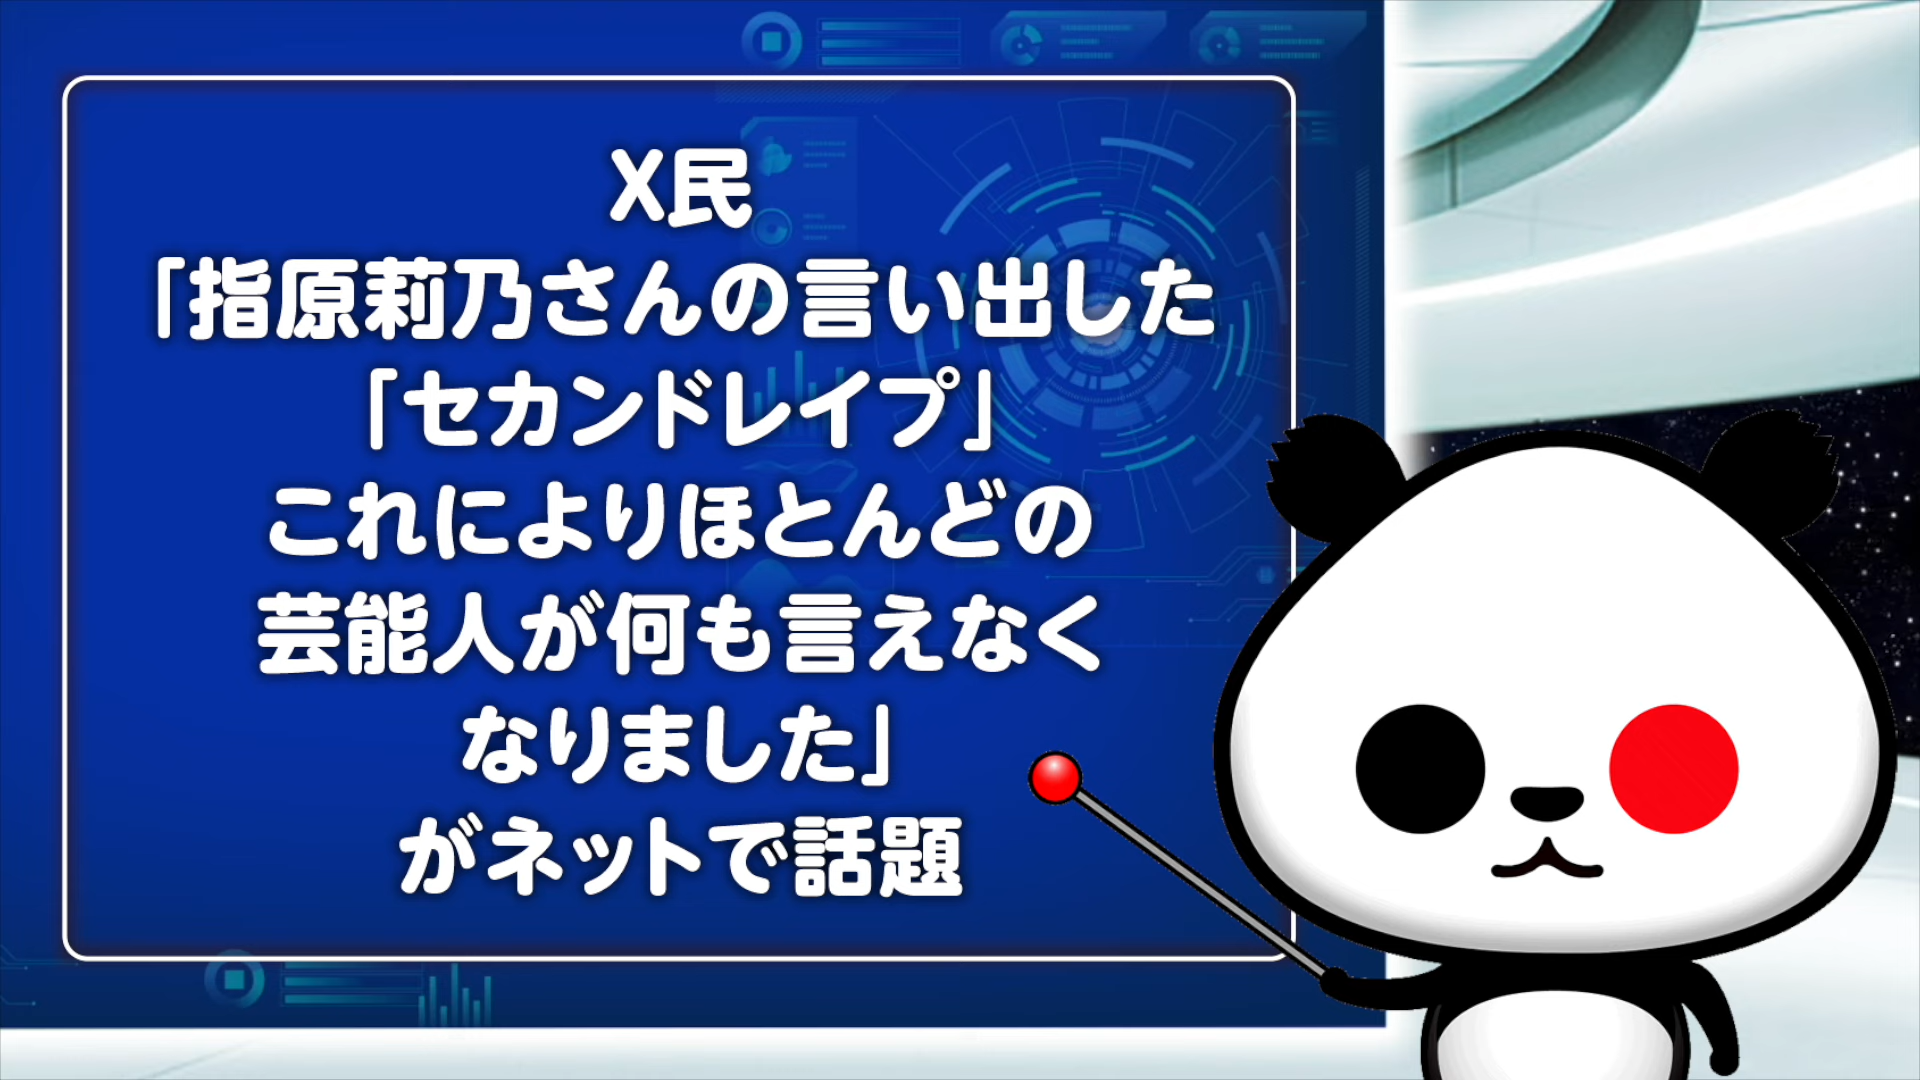 X民
「指原莉乃さんの言い出した
「セカンドレイプ」
これによりほとんどの
芸能人が何も言えなく
なりました」
がネットで話題